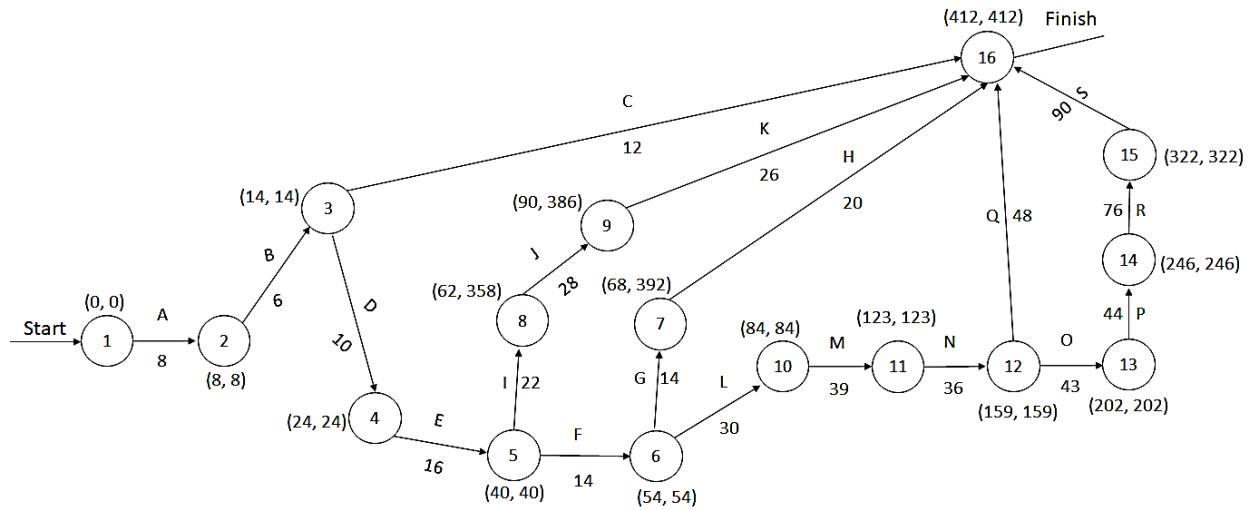 (412, 412)
Finish
16
C
12
K
26
H
20
S
90
15
(322, 322)
(14, 14)
3
(90, 386)
9
Q
48
76
R
B
6
J
28
14
(246, 246)
(0, 0)
D
10
(62, 358)
8
(68, 392)
7
44
P
Start
1
A
8
2
(8, 8)
(84, 84)
10
M
39
(123, 123)
11
N
36
12
(159, 159)
O
43
13
(202, 202)
I
22
G
14
L
30
(24, 24)
4
E
16
5
(40, 40)
F
14
6
(54, 54)